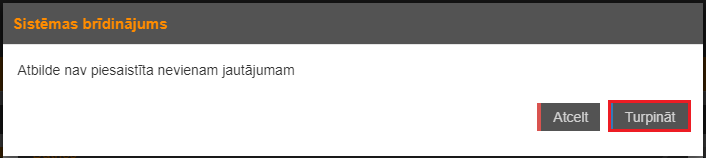 Sistēmas brīdinājums
Atbilde nav piesaistīta nevienam jautājumam
Atcelt Turpināt